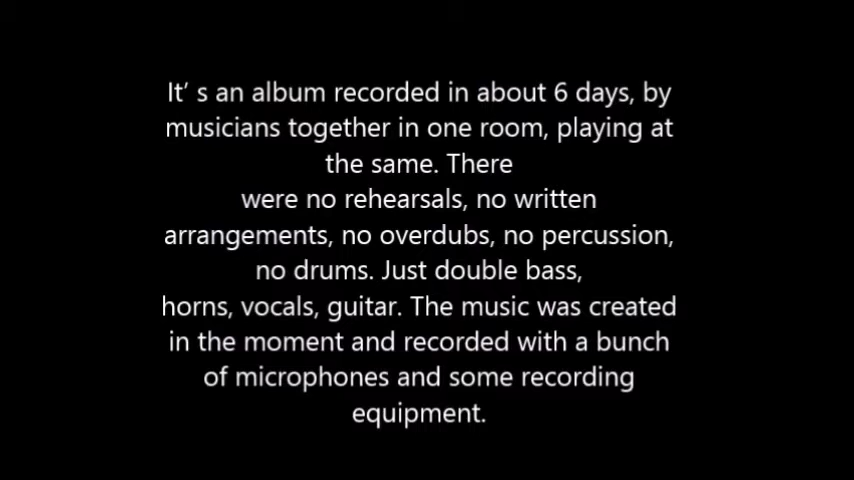 It’ s an album recorded in about 6 days, by
musicians together in one room, playing at
the same. There
were no rehearsals, no written
arrangements, no overdubs, no percussion,
no drums. Just double bass,
horns, vocals, guitar. The music was created
in the moment and recorded with a bunch
of microphones and some recording
equipment.